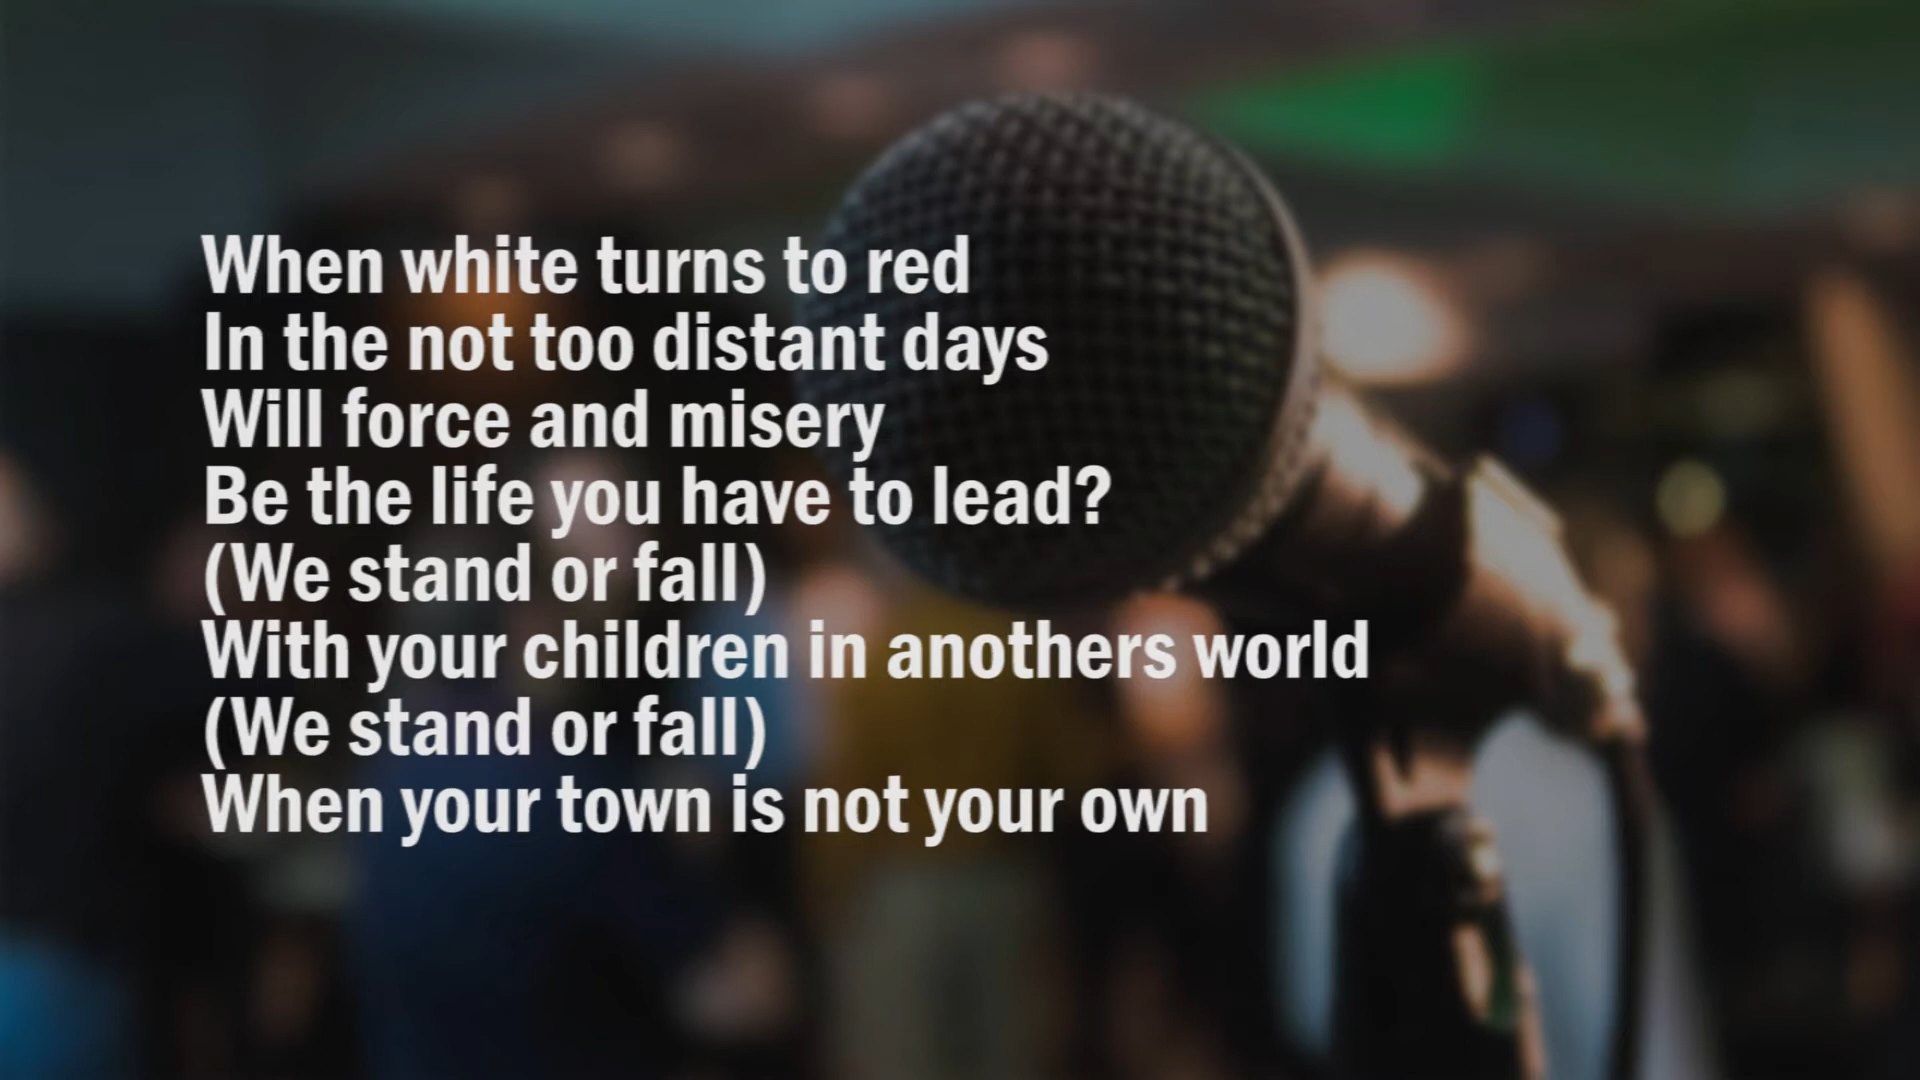 When white turns to red
In the not too distant days
Will force and misery
Be the life you have to lead?
(We stand or fall)
With your children in anothers world
(We stand or fall)
When your town is not your own